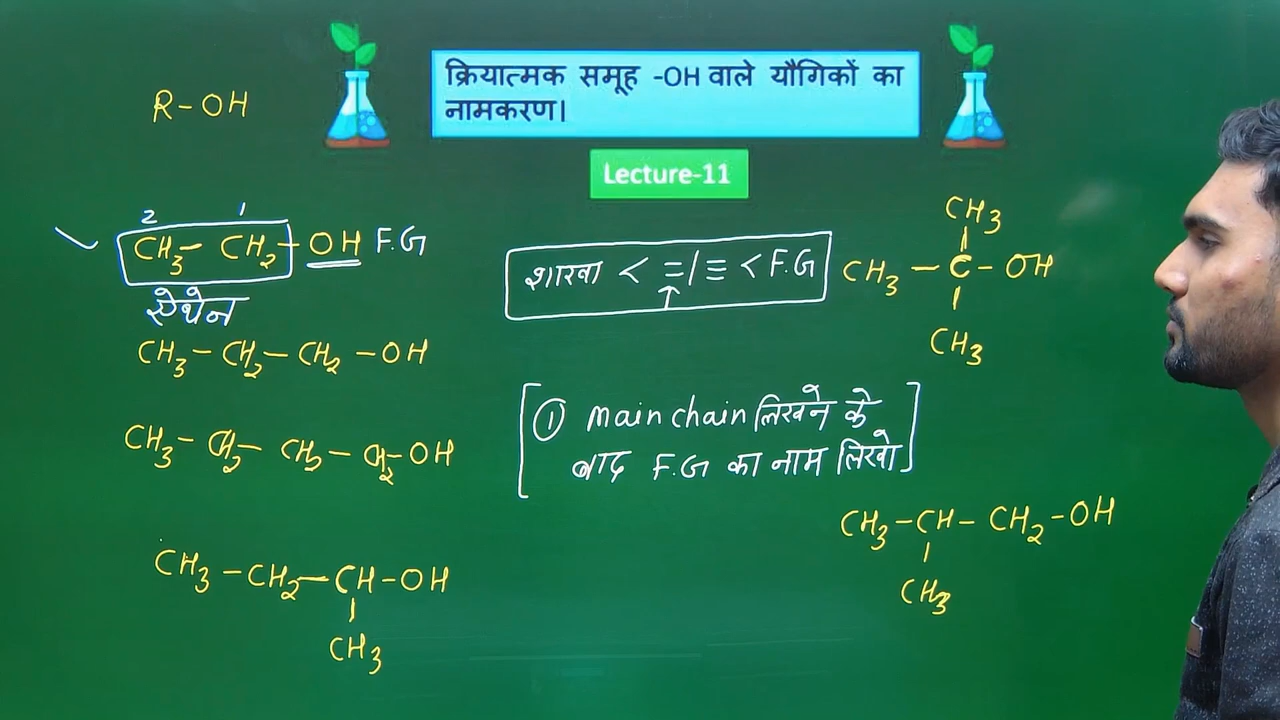 क्रियात्मक समूह -OH वाले यौगिकों का
नामकरण।
Lecture-11
R-OH
2 1
CH3- CH2-OH F.G
ऐथेन
CH3-CH2-CH2-OH
CH3-CH2-CH2-CH2-OH
CH3-CH2-CH-OH
|
CH3
शाखा < =/≡ < F.G
↑
[① main chain लिखने के
बाद F.G का नाम लिखो]
CH3
|
CH3-C-OH
|
CH3
CH3-CH-CH2-OH
|
CH3